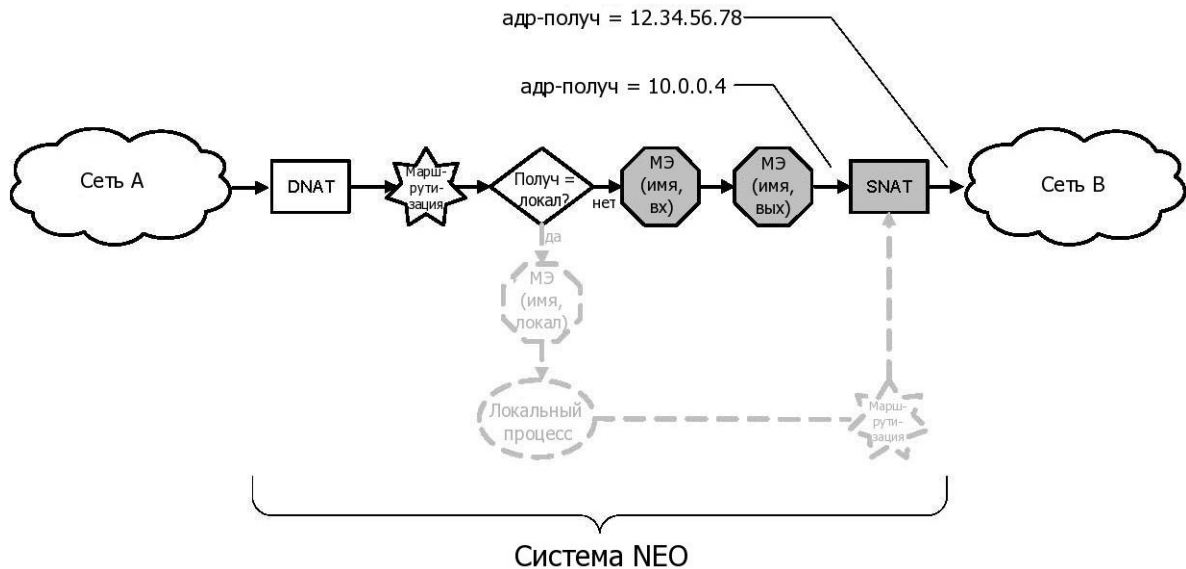 адр-получ = 12.34.56.78
адр-получ = 10.0.0.4
Сеть А
DNAT
Марш-
рути-
зация
Получ =
локал?
нет
МЭ
(имя,
вх)
МЭ
(имя,
вых)
SNAT
Сеть В
да
МЭ
(имя,
локал)
Локальный
процесс
Марш-
рути-
зация
Система NEO